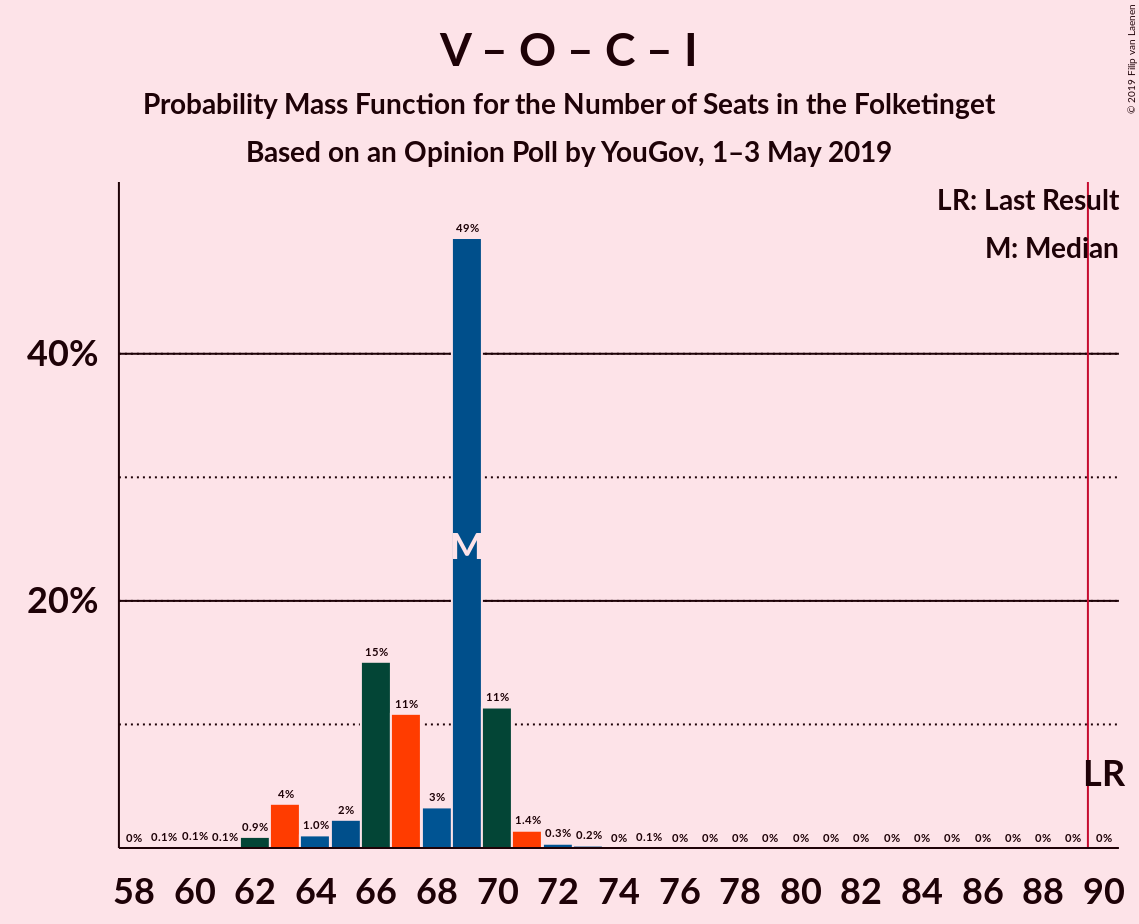 V – O – C – I
Probability Mass Function for the Number of Seats in the Folketinget
Based on an Opinion Poll by YouGov, 1–3 May 2019
© 2019 Filip van Laenen
LR: Last Result
M: Median
40%
20%
0% 0.1% 0.1% 0.1% 0.9% 4% 1.0% 2% 15% 11% 3% 49% 11% 1.4% 0.3% 0.2% 0% 0.1% 0% 0% 0% 0% 0% 0% 0% 0% 0% 0% 0% 0% 0% 0% 0%
M
LR
58 60 62 64 66 68 70 72 74 76 78 80 82 84 86 88 90